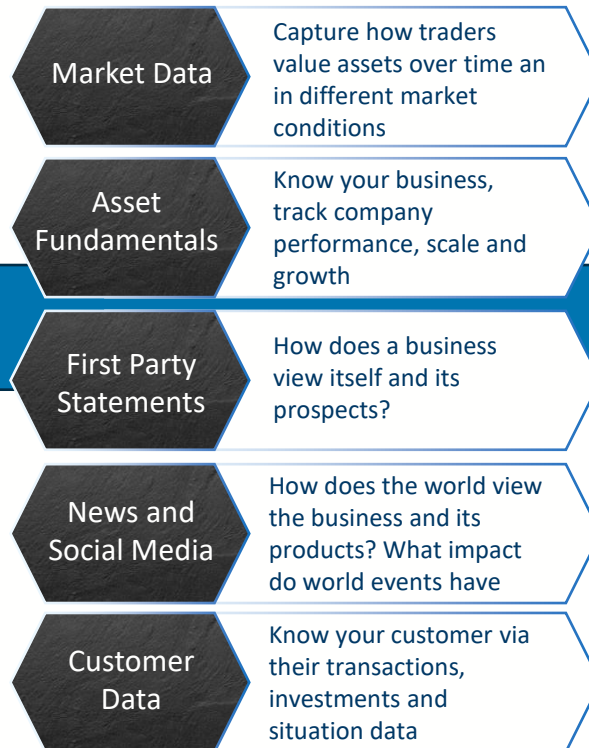 Market Data
Capture how traders
value assets over time an
in different market
conditions
Asset
Fundamentals
Know your business,
track company
performance, scale and
growth
First Party
Statements
How does a business
view itself and its
prospects?
News and
Social Media
How does the world view
the business and its
products? What impact
do world events have
Customer
Data
Know your customer via
their transactions,
investments and
situation data